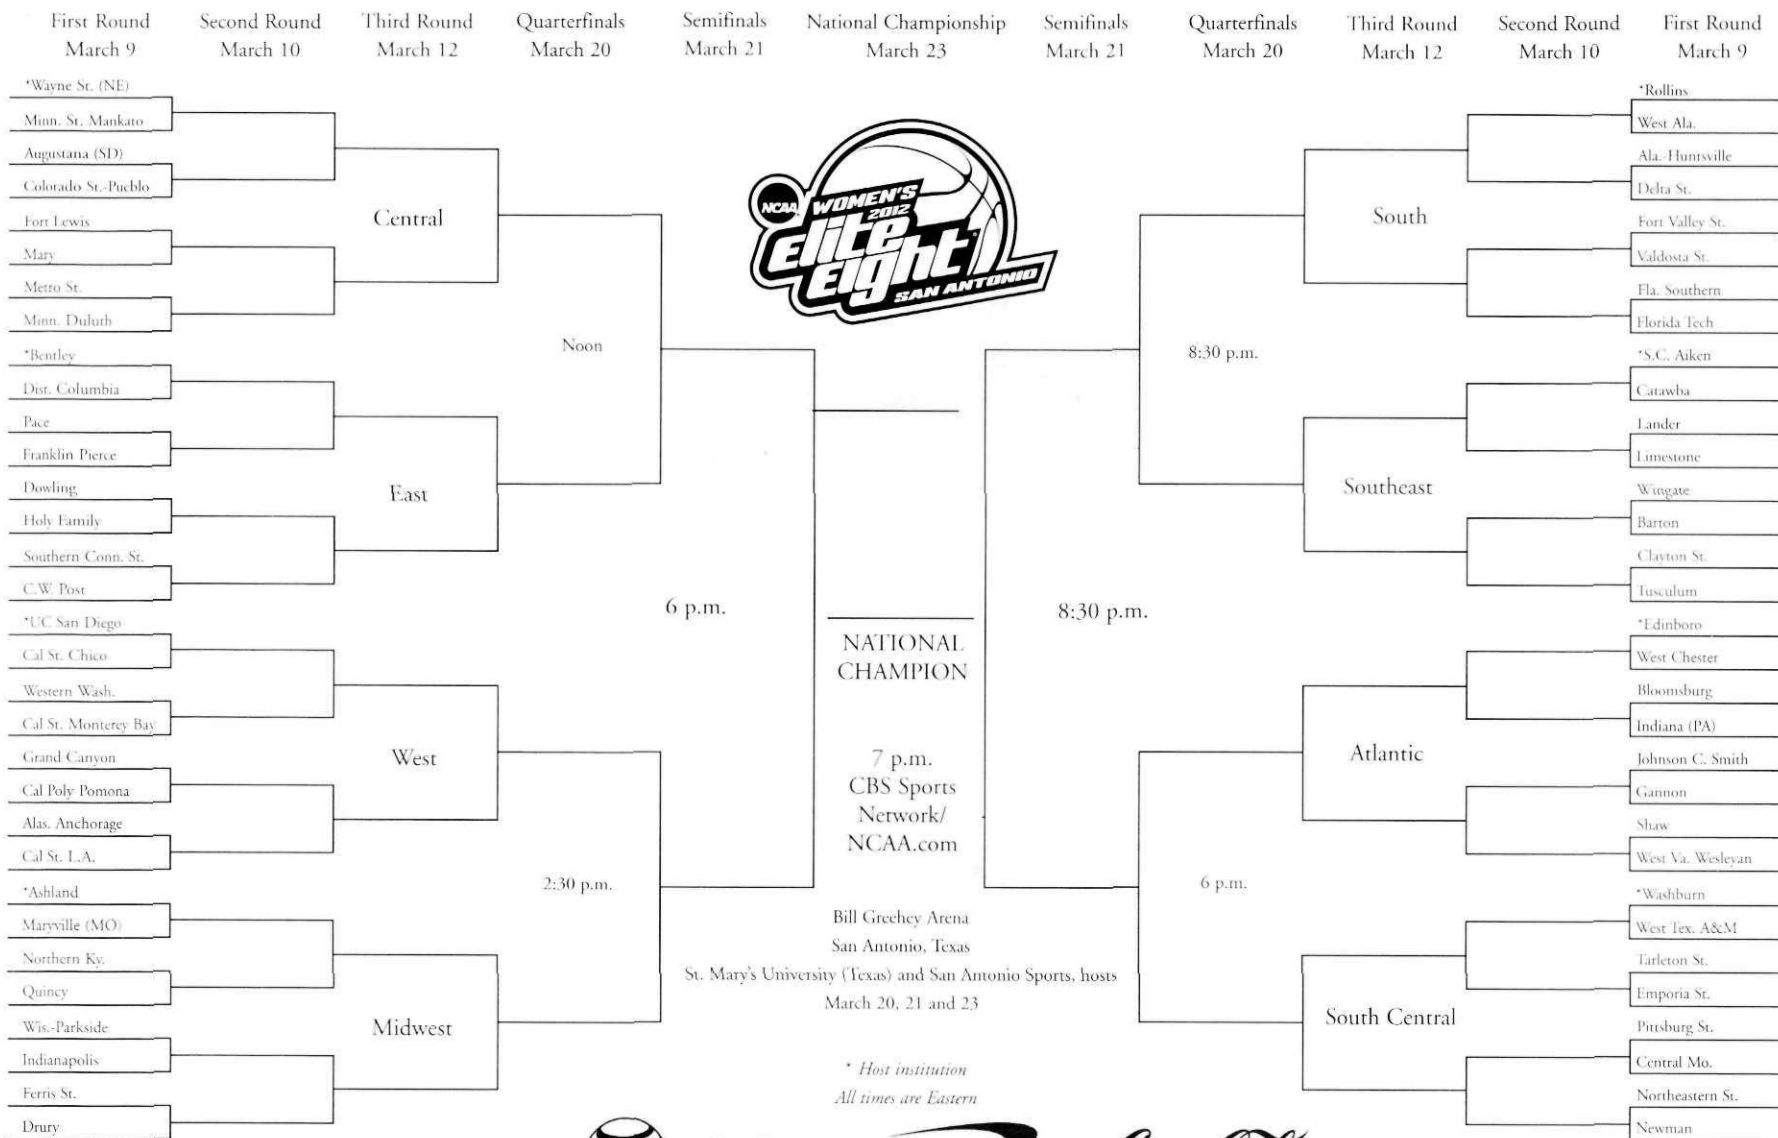 First Round
March 9
Second Round
March 10
Third Round
March 12
Quarterfinals
March 20
Semifinals
March 21
National Championship
March 23
Semifinals
March 21
Quarterfinals
March 20
Third Round
March 12
Second Round
March 10
First Round
March 9
*Wayne St. (NE)
Minn. St. Mankato
Augustana (SD)
Colorado St.-Pueblo
Fort Lewis
Mary
Metro St.
Minn. Duluth
*Bentley
Dist. Columbia
Pace
Franklin Pierce
Dowling
Holy Family
Southern Conn. St.
C.W. Post
*UC San Diego
Cal St. Chico
Western Wash.
Cal St. Monterey Bay
Grand Canyon
Cal Poly Pomona
Alas. Anchorage
Cal St. L.A.
*Ashland
Maryville (MO)
Northern Ky.
Quincy
Wis.-Parkside
Indianapolis
Ferris St.
Drury
Central
East
West
Midwest
Noon
2:30 p.m.
6 p.m.
NCAA
WOMEN'S
2012
Elite
Eight
SAN ANTONIO
NATIONAL
CHAMPION
7 p.m.
CBS Sports
Network/
NCAA.com
Bill Greehey Arena
San Antonio, Texas
St. Mary's University (Texas) and San Antonio Sports, hosts
March 20, 21 and 23
* Host institution
All times are Eastern
8:30 p.m.
8:30 p.m.
6 p.m.
South
Southeast
Atlantic
South Central
*Rollins
West Ala.
Ala.-Huntsville
Delta St.
Fort Valley St.
Valdosta St.
Fla. Southern
Florida Tech
*S.C. Aiken
Catawba
Lander
Limestone
Wingate
Barton
Clayton St.
Tusculum
*Edinboro
West Chester
Bloomsburg
Indiana (PA)
Johnson C. Smith
Gannon
Shaw
West Va. Wesleyan
*Washburn
West Tex. A&M
Tarleton St.
Emporia St.
Pittsburg St.
Central Mo.
Northeastern St.
Newman